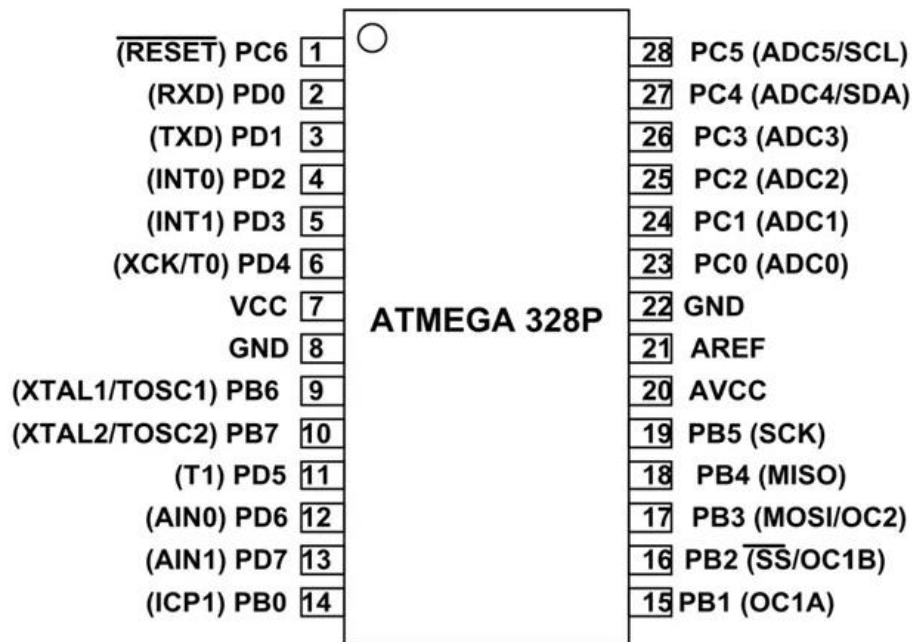 (RESET) PC6 1
(RXD) PD0 2
(TXD) PD1 3
(INT0) PD2 4
(INT1) PD3 5
(XCK/T0) PD4 6
VCC 7
GND 8
(XTAL1/TOSC1) PB6 9
(XTAL2/TOSC2) PB7 10
(T1) PD5 11
(AIN0) PD6 12
(AIN1) PD7 13
(ICP1) PB0 14
ATMEGA 328P
28 PC5 (ADC5/SCL)
27 PC4 (ADC4/SDA)
26 PC3 (ADC3)
25 PC2 (ADC2)
24 PC1 (ADC1)
23 PC0 (ADC0)
22 GND
21 AREF
20 AVCC
19 PB5 (SCK)
18 PB4 (MISO)
17 PB3 (MOSI/OC2)
16 PB2 (SS/OC1B)
15 PB1 (OC1A)